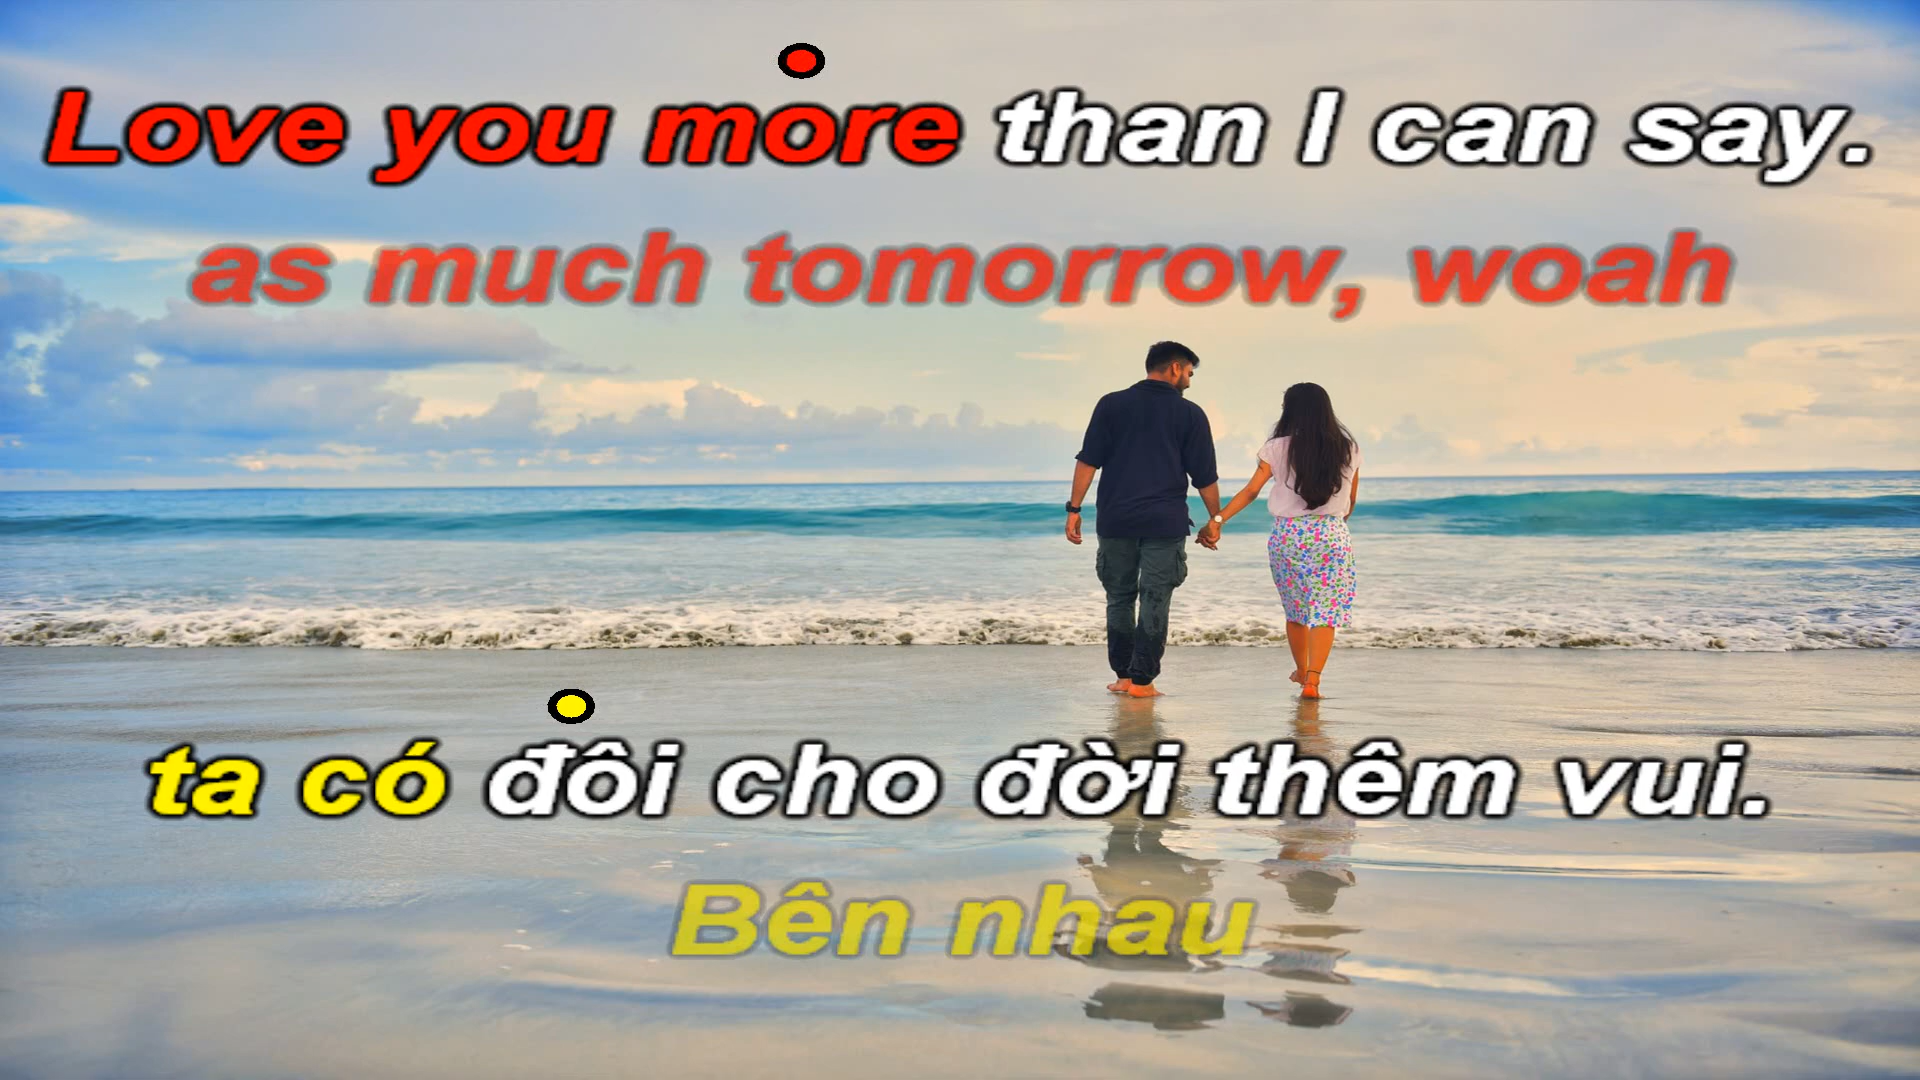 Love you more than I can say.
as much tomorrow, woah
ta có đôi cho đời thêm vui.
Bên nhau